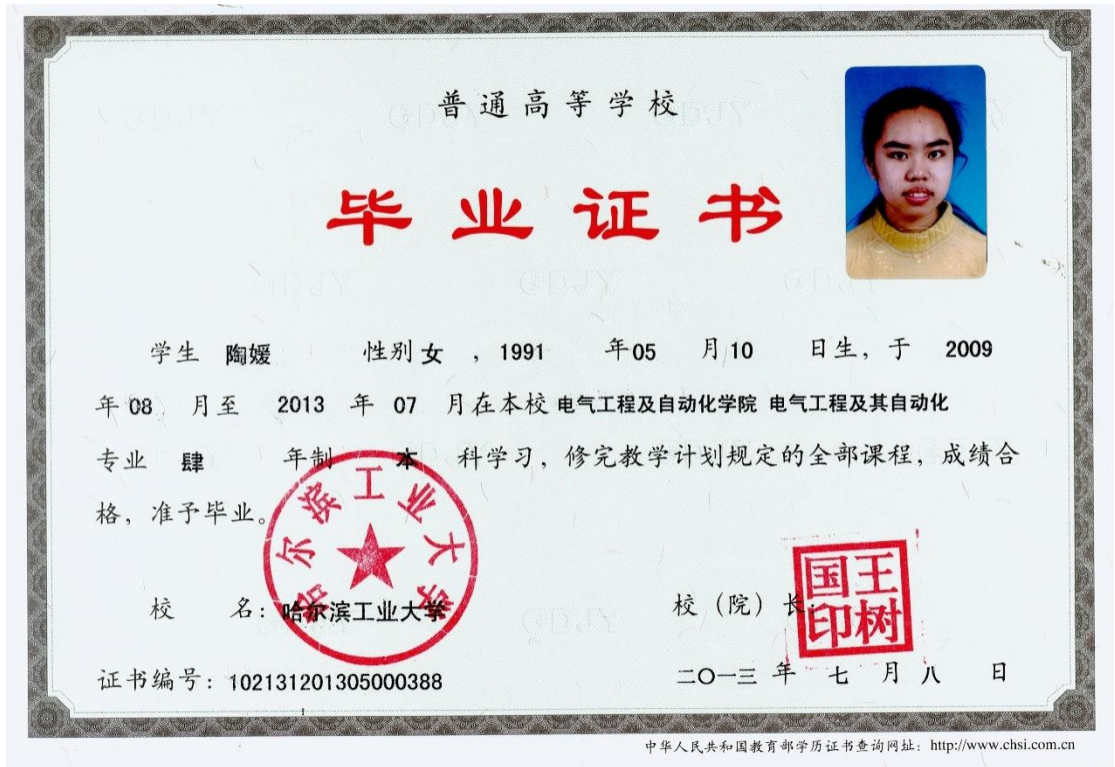 普通高等学校
毕业证书
学生 陶媛 性别 女 ，1991 年 05 月 10 日生，于 2009
年 08 月至 2013 年 07 月在本校 电气工程及自动化学院 电气工程及其自动化
专业 肆 年制 本 科学习，修完教学计划规定的全部课程，成绩合
格，准予毕业。
哈尔滨工业大学
校 名：哈尔滨工业大学
校（院）长：
王树国印
证书编号：102131201305000388
二〇一三 年 七 月 八 日
中华人民共和国教育部学历证书查询网址：http://www.chsi.com.cn